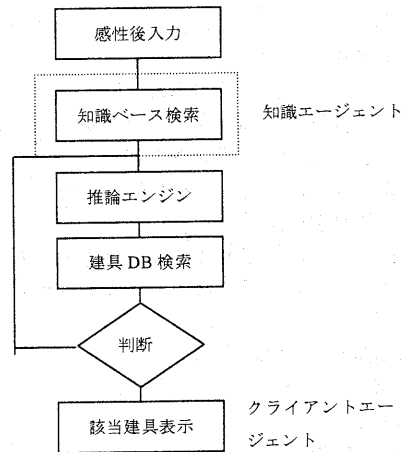 感性後入力
知識ベース検索
知識エージェント
推論エンジン
建具 DB 検索
判断
該当建具表示
クライアントエー
ジェント